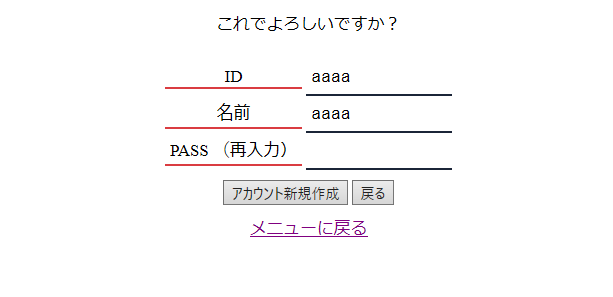 これでよろしいですか？
ID aaaa
名前 aaaa
PASS （再入力）
アカウント新規作成 戻る
メニューに戻る